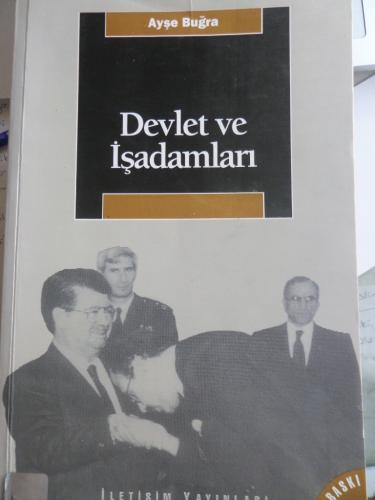 Ayşe Buğra
Devlet ve
İşadamları
İLETİŞİM YAYINLARI
BASKI